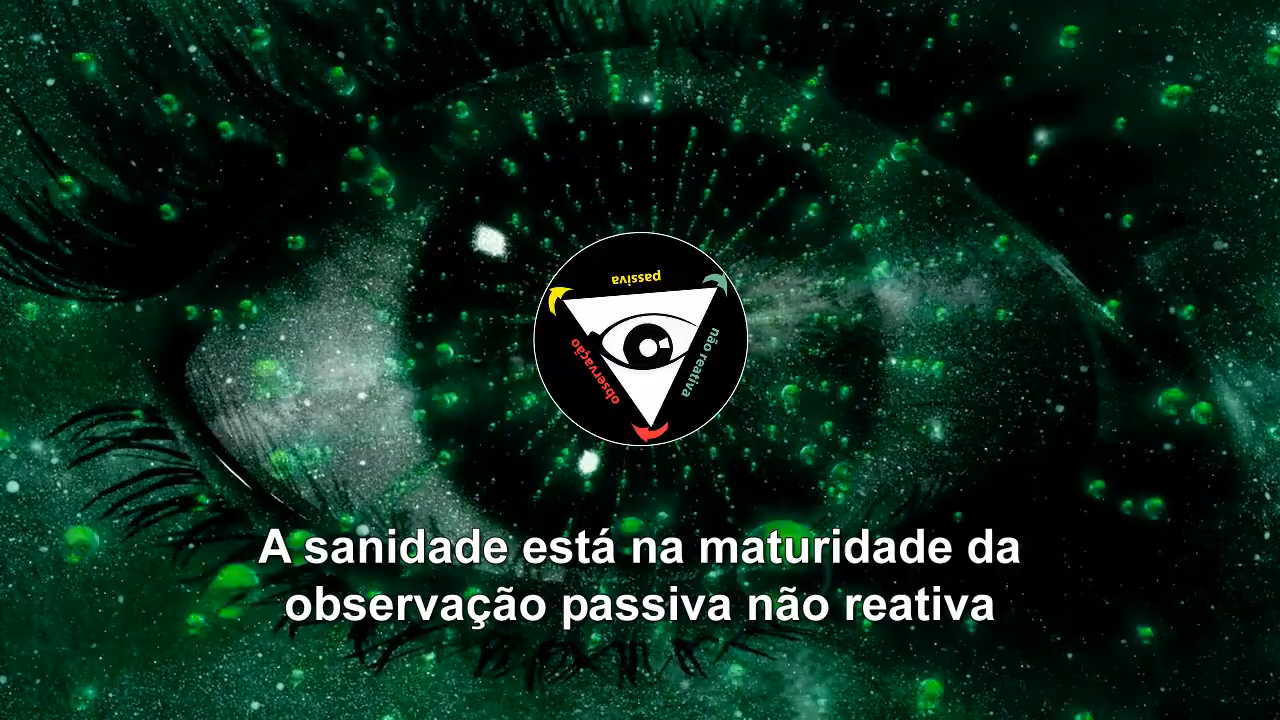 passiva
não reativa
observação
A sanidade está na maturidade da
observação passiva não reativa